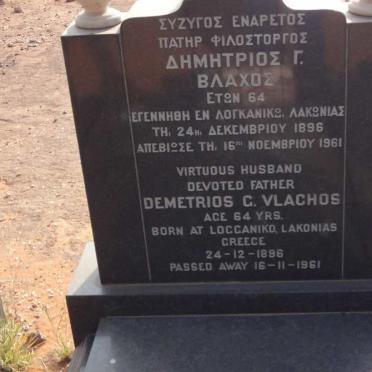 ΣΥΖΥΓΟΣ ΕΝΑΡΕΤΟΣ
ΠΑΤΗΡ ΦΙΛΟΣΤΟΡΓΟΣ
ΔΗΜΗΤΡΙΟΣ Γ.
ΒΛΑΧΟΣ
ΕΤΩΝ 64
ΕΓΕΝΝΗΘΗ ΕΝ ΛΟΓΚΑΝΙΚΩ, ΛΑΚΩΝΙΑΣ
ΤΗ, 24Η, ΔΕΚΕΜΒΡΙΟΥ 1896
ΑΠΕΒΙΩΣΕ ΤΗ, 16ΗΝ ΝΟΕΜΒΡΙΟΥ 1961
VIRTUOUS HUSBAND
DEVOTED FATHER
DEMETRIOS G. VLACHOS
AGE 64 YRS.
BORN AT LOGGANIKO, LAKONIAS
GREECE
24-12-1896
PASSED AWAY 16-11-1961